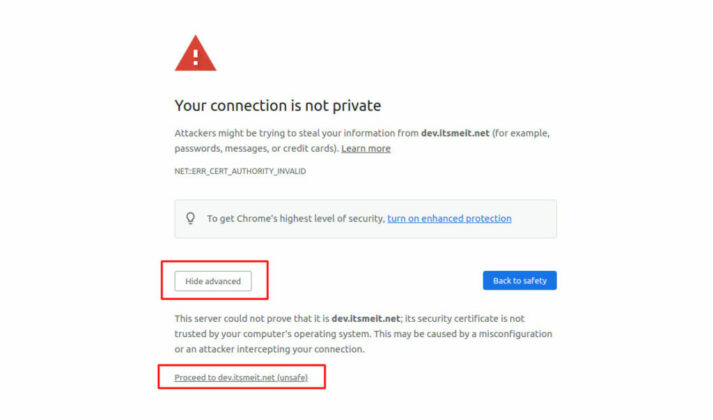 Your connection is not private
Attackers might be trying to steal your information from dev.itsmeit.net (for example,
passwords, messages, or credit cards). Learn more
NET::ERR_CERT_AUTHORITY_INVALID
To get Chrome's highest level of security, turn on enhanced protection
Hide advanced
Back to safety
This server could not prove that it is dev.itsmeit.net; its security certificate is not
trusted by your computer's operating system. This may be caused by a misconfiguration
or an attacker intercepting your connection.
Proceed to dev.itsmeit.net (unsafe)